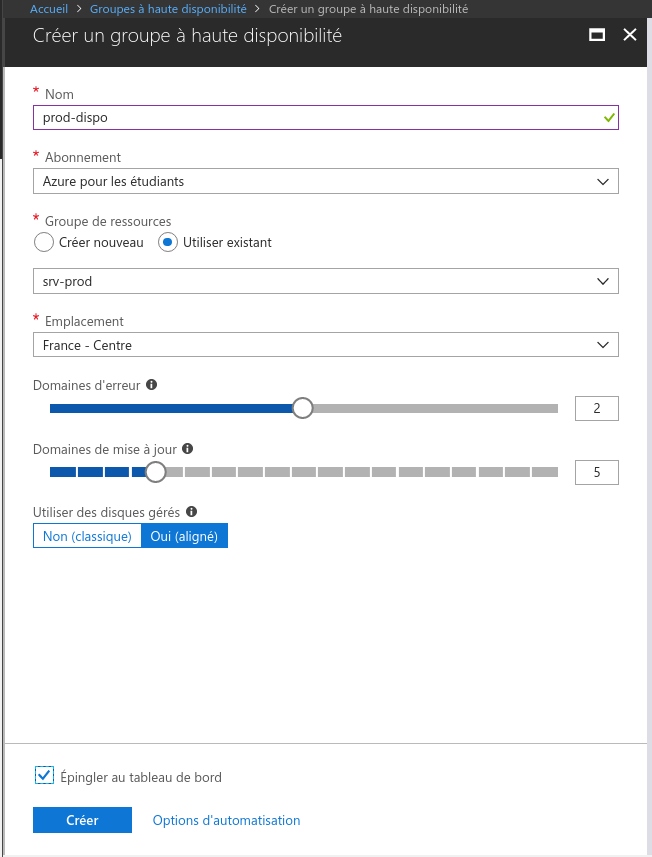 Accueil > Groupes à haute disponibilité > Créer un groupe à haute disponibilité
Créer un groupe à haute disponibilité
* Nom
prod-dispo
* Abonnement
Azure pour les étudiants
* Groupe de ressources
Créer nouveau Utiliser existant
srv-prod
* Emplacement
France - Centre
Domaines d'erreur
2
Domaines de mise à jour
5
Utiliser des disques gérés
Non (classique) Oui (aligné)
Épingler au tableau de bord
Créer Options d'automatisation